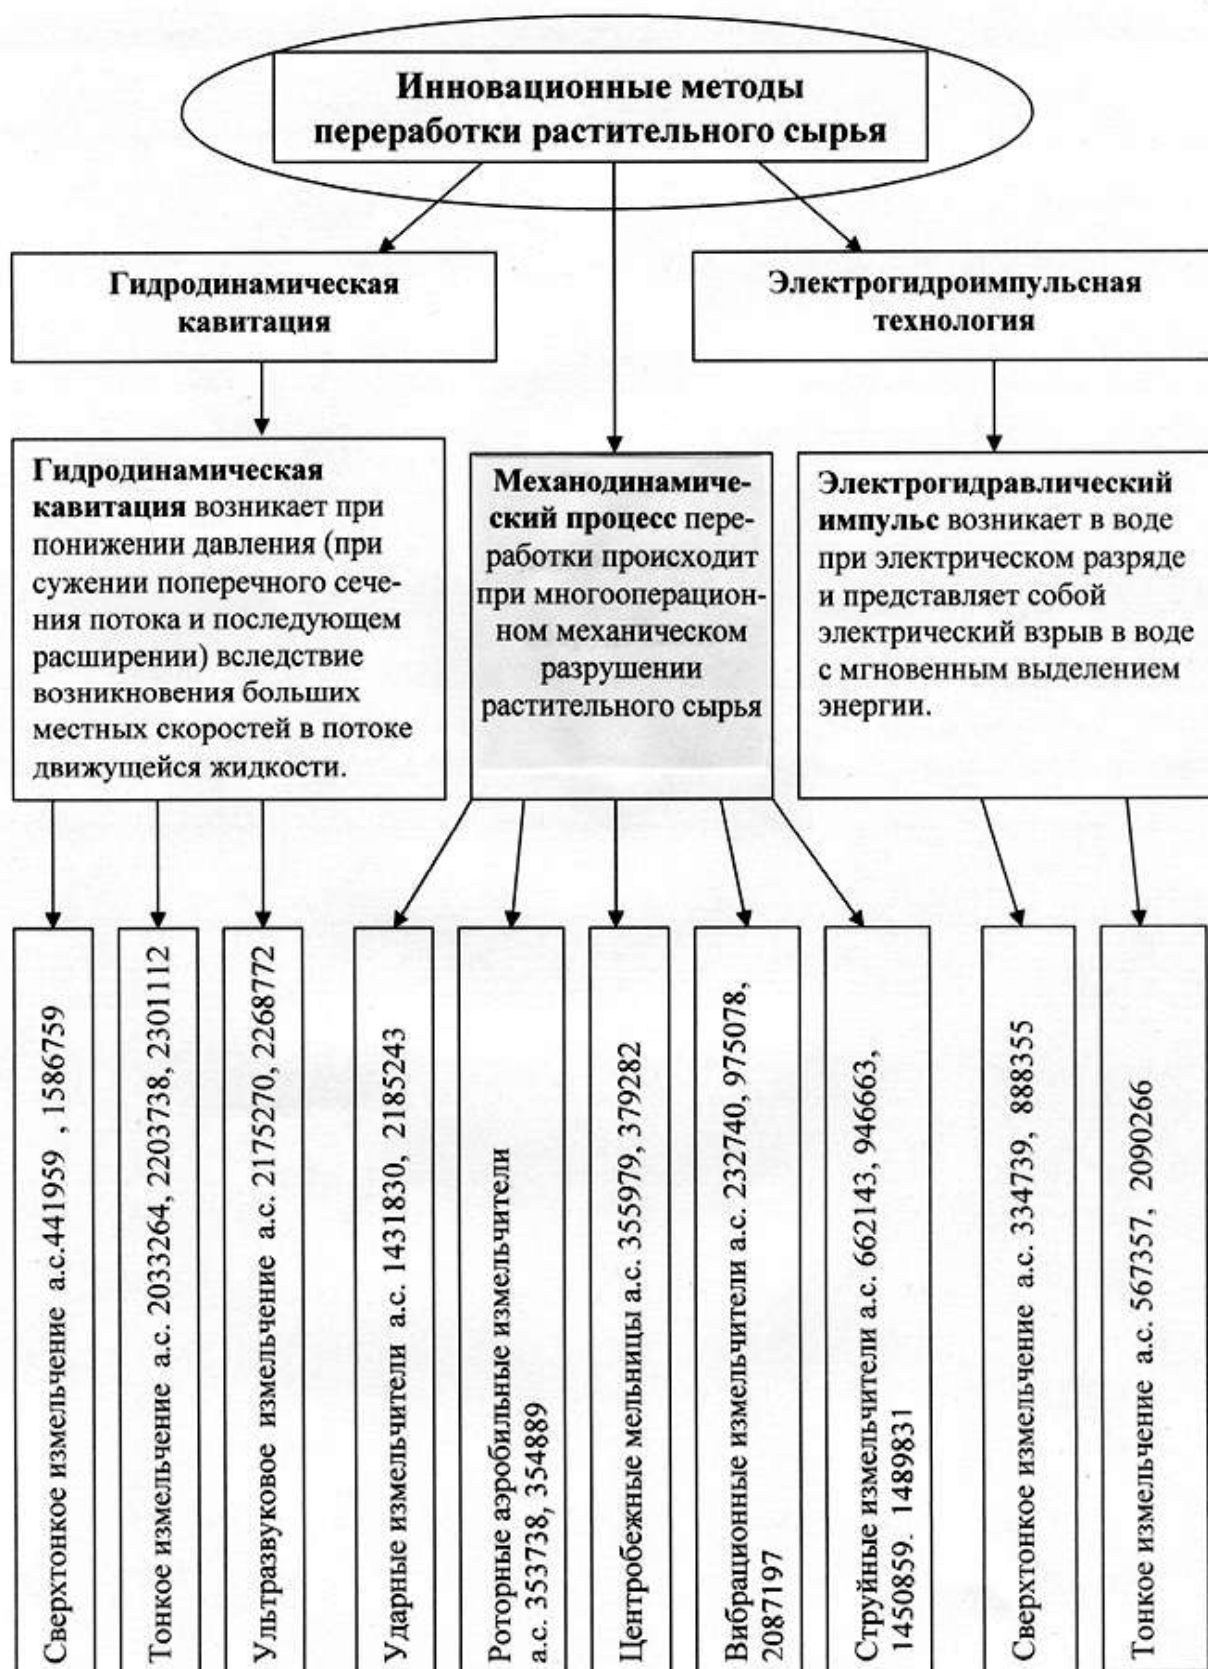 Инновационные методы
переработки растительного сырья
Гидродинамическая
кавитация
Электрогидроимпульсная
технология
Гидродинамическая
кавитация возникает при
понижении давления (при
сужении поперечного сече-
ния потока и последующем
расширении) вследствие
возникновения больших
местных скоростей в потоке
движущейся жидкости.
Механодинамиче-
ский процесс пере-
работки происходит
при многооперацион-
ном механическом
разрушении
растительного сырья
Электрогидравлический
импульс возникает в воде
при электрическом разряде
и представляет собой
электрический взрыв в воде
с мгновенным выделением
энергии.
Сверхтонкое измельчение а.с.441959 , 1586759
Тонкое измельчение а.с. 2033264, 2203738, 2301112
Ультразвуковое измельчение а.с. 2175270, 2268772
Ударные измельчители а.с. 1431830, 2185243
Роторные аэробильные измельчители
а.с. 353738, 354889
Центробежные мельницы а.с. 355979, 379282
Вибрационные измельчители а.с. 232740, 975078,
2087197
Струйные измельчители а.с. 662143, 946663,
1450859. 1489831
Сверхтонкое измельчение а.с. 334739, 888355
Тонкое измельчение а.с. 567357, 2090266